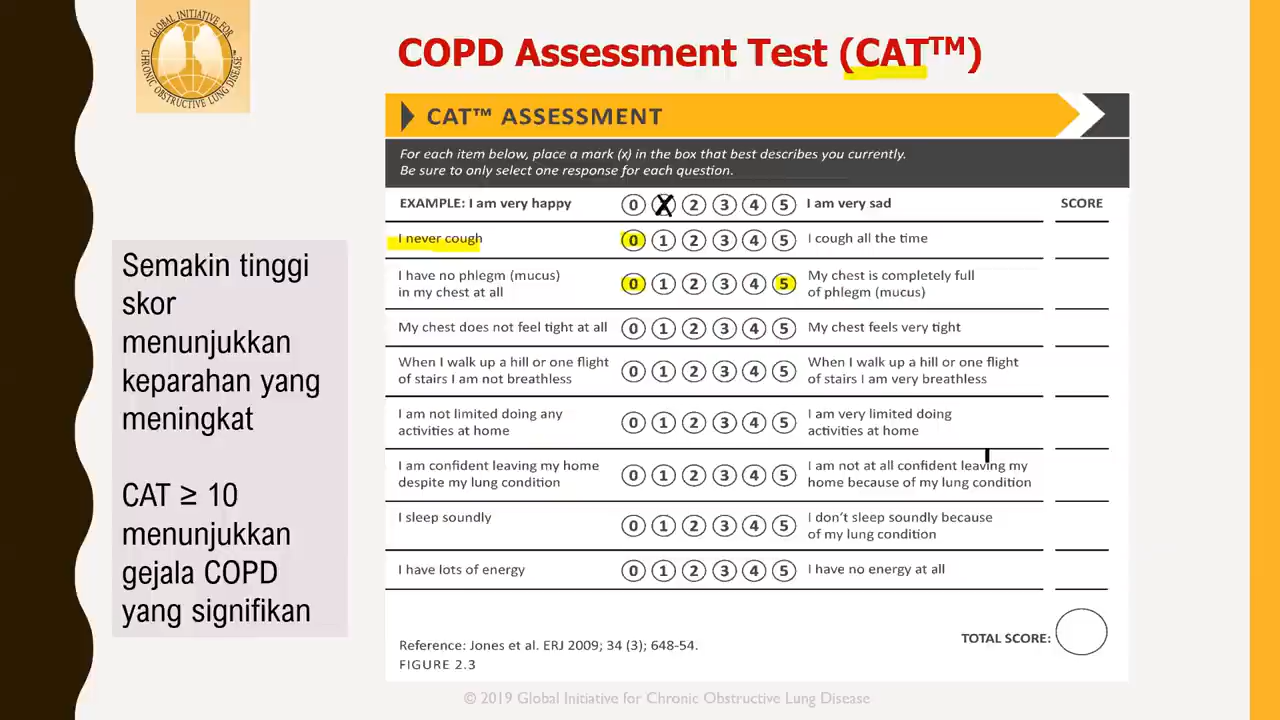 GLOBAL INITIATIVE FOR CHRONIC OBSTRUCTIVE LUNG DISEASE
COPD Assessment Test (CAT™)
CAT™ ASSESSMENT
For each item below, place a mark (x) in the box that best describes you currently.
Be sure to only select one response for each question.
EXAMPLE: I am very happy 0 X 2 3 4 5 I am very sad SCORE
I never cough 0 1 2 3 4 5 I cough all the time
I have no phlegm (mucus)
in my chest at all
0 1 2 3 4 5
My chest is completely full
of phlegm (mucus)
My chest does not feel tight at all 0 1 2 3 4 5 My chest feels very tight
When I walk up a hill or one flight
of stairs I am not breathless
0 1 2 3 4 5
When I walk up a hill or one flight
of stairs I am very breathless
I am not limited doing any
activities at home
0 1 2 3 4 5
I am very limited doing
activities at home
I am confident leaving my home
despite my lung condition
0 1 2 3 4 5
I am not at all confident leaving my
home because of my lung condition
I sleep soundly
0 1 2 3 4 5
I don’t sleep soundly because
of my lung condition
I have lots of energy 0 1 2 3 4 5 I have no energy at all
TOTAL SCORE:
Reference: Jones et al. ERJ 2009; 34 (3); 648-54.
FIGURE 2.3
Semakin tinggi
skor
menunjukkan
keparahan yang
meningkat
CAT ≥ 10
menunjukkan
gejala COPD
yang signifikan
© 2019 Global Initiative for Chronic Obstructive Lung Disease